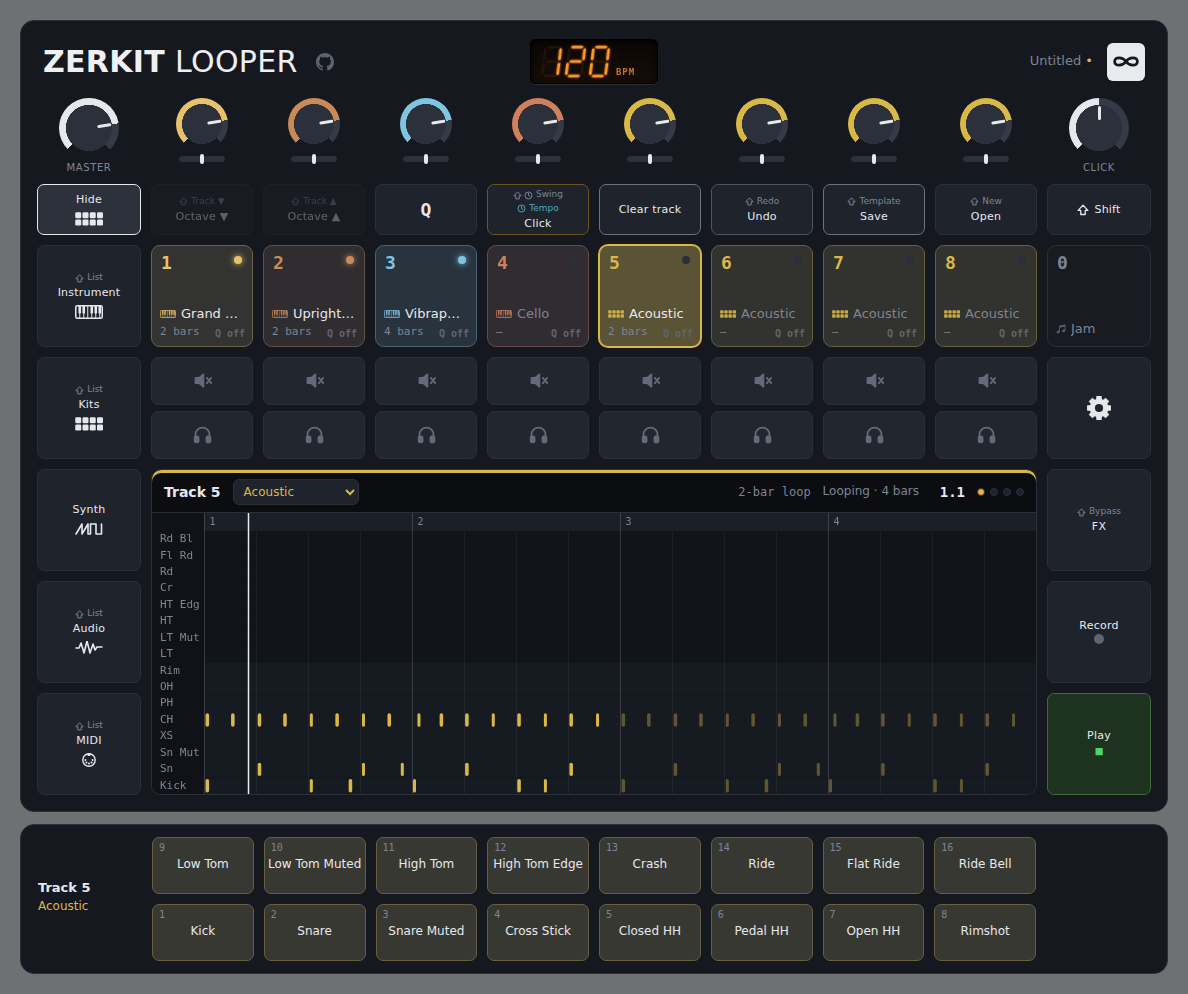 ZERKIT LOOPER
120 BPM
Untitled •
MASTER
CLICK
Hide
Track ▼
Octave ▼
Track ▲
Octave ▲
Q
Swing
Tempo
Click
Clear track
Redo
Undo
Template
Save
New
Open
Shift
List
Instrument
1
Grand ...
2 bars Q off
2
Upright...
2 bars Q off
3
Vibrap...
4 bars Q off
4
Cello
– Q off
5
Acoustic
2 bars Q off
6
Acoustic
– Q off
7
Acoustic
– Q off
8
Acoustic
– Q off
0
Jam
List
Kits
Synth
List
Audio
List
MIDI
Track 5 Acoustic 2-bar loop Looping · 4 bars 1.1
1 2 3 4
Rd Bl
Fl Rd
Rd
Cr
HT Edg
HT
LT Mut
LT
Rim
OH
PH
CH
XS
Sn Mut
Sn
Kick
Bypass
FX
Record
Play
Track 5
Acoustic
9 Low Tom
10 Low Tom Muted
11 High Tom
12 High Tom Edge
13 Crash
14 Ride
15 Flat Ride
16 Ride Bell
1 Kick
2 Snare
3 Snare Muted
4 Cross Stick
5 Closed HH
6 Pedal HH
7 Open HH
8 Rimshot